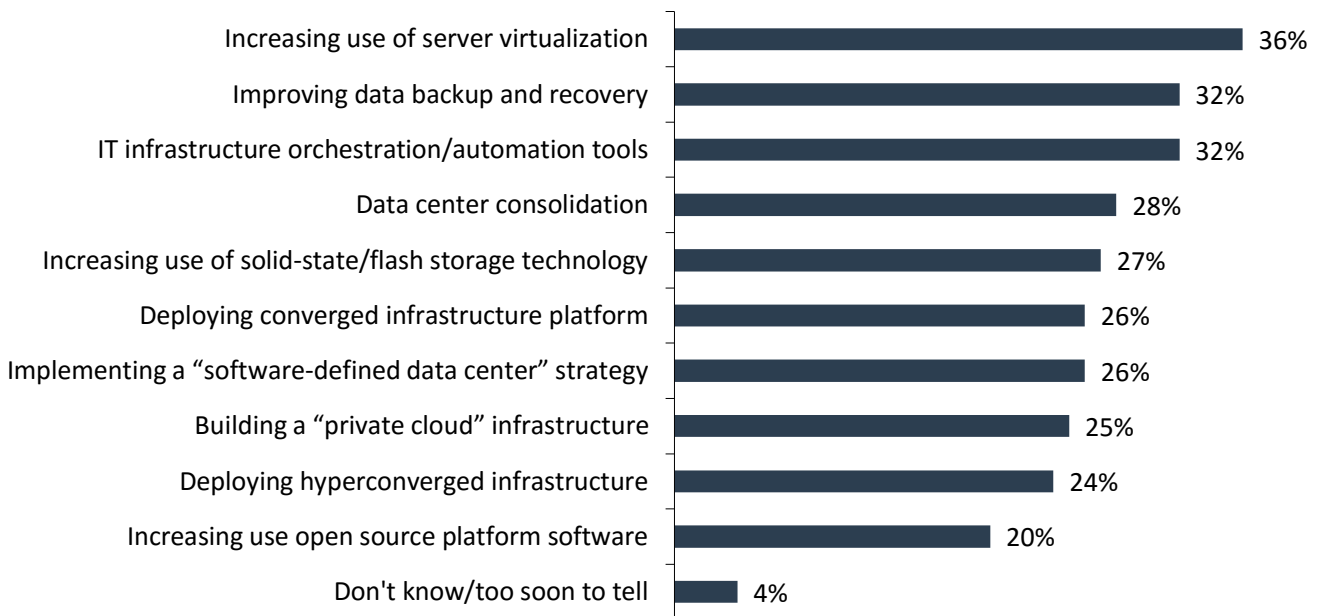 Increasing use of server virtualization 36%
Improving data backup and recovery 32%
IT infrastructure orchestration/automation tools 32%
Data center consolidation 28%
Increasing use of solid-state/flash storage technology 27%
Deploying converged infrastructure platform 26%
Implementing a “software-defined data center” strategy 26%
Building a “private cloud” infrastructure 25%
Deploying hyperconverged infrastructure 24%
Increasing use open source platform software 20%
Don't know/too soon to tell 4%